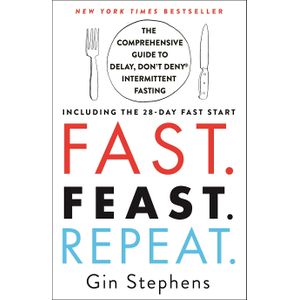 NEW YORK TIMES BESTSELLER
THE
COMPREHENSIVE
GUIDE TO
DELAY, DON'T DENY®
INTERMITTENT
FASTING
INCLUDING THE 28-DAY FAST START
FAST.
FEAST.
REPEAT.
Gin Stephens